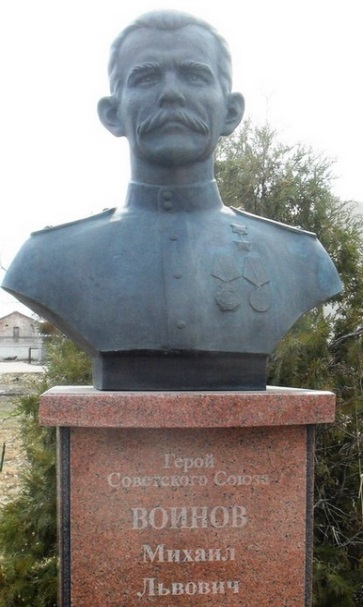 Герой
Советского Союза
ВОИНОВ
Михаил
Львович